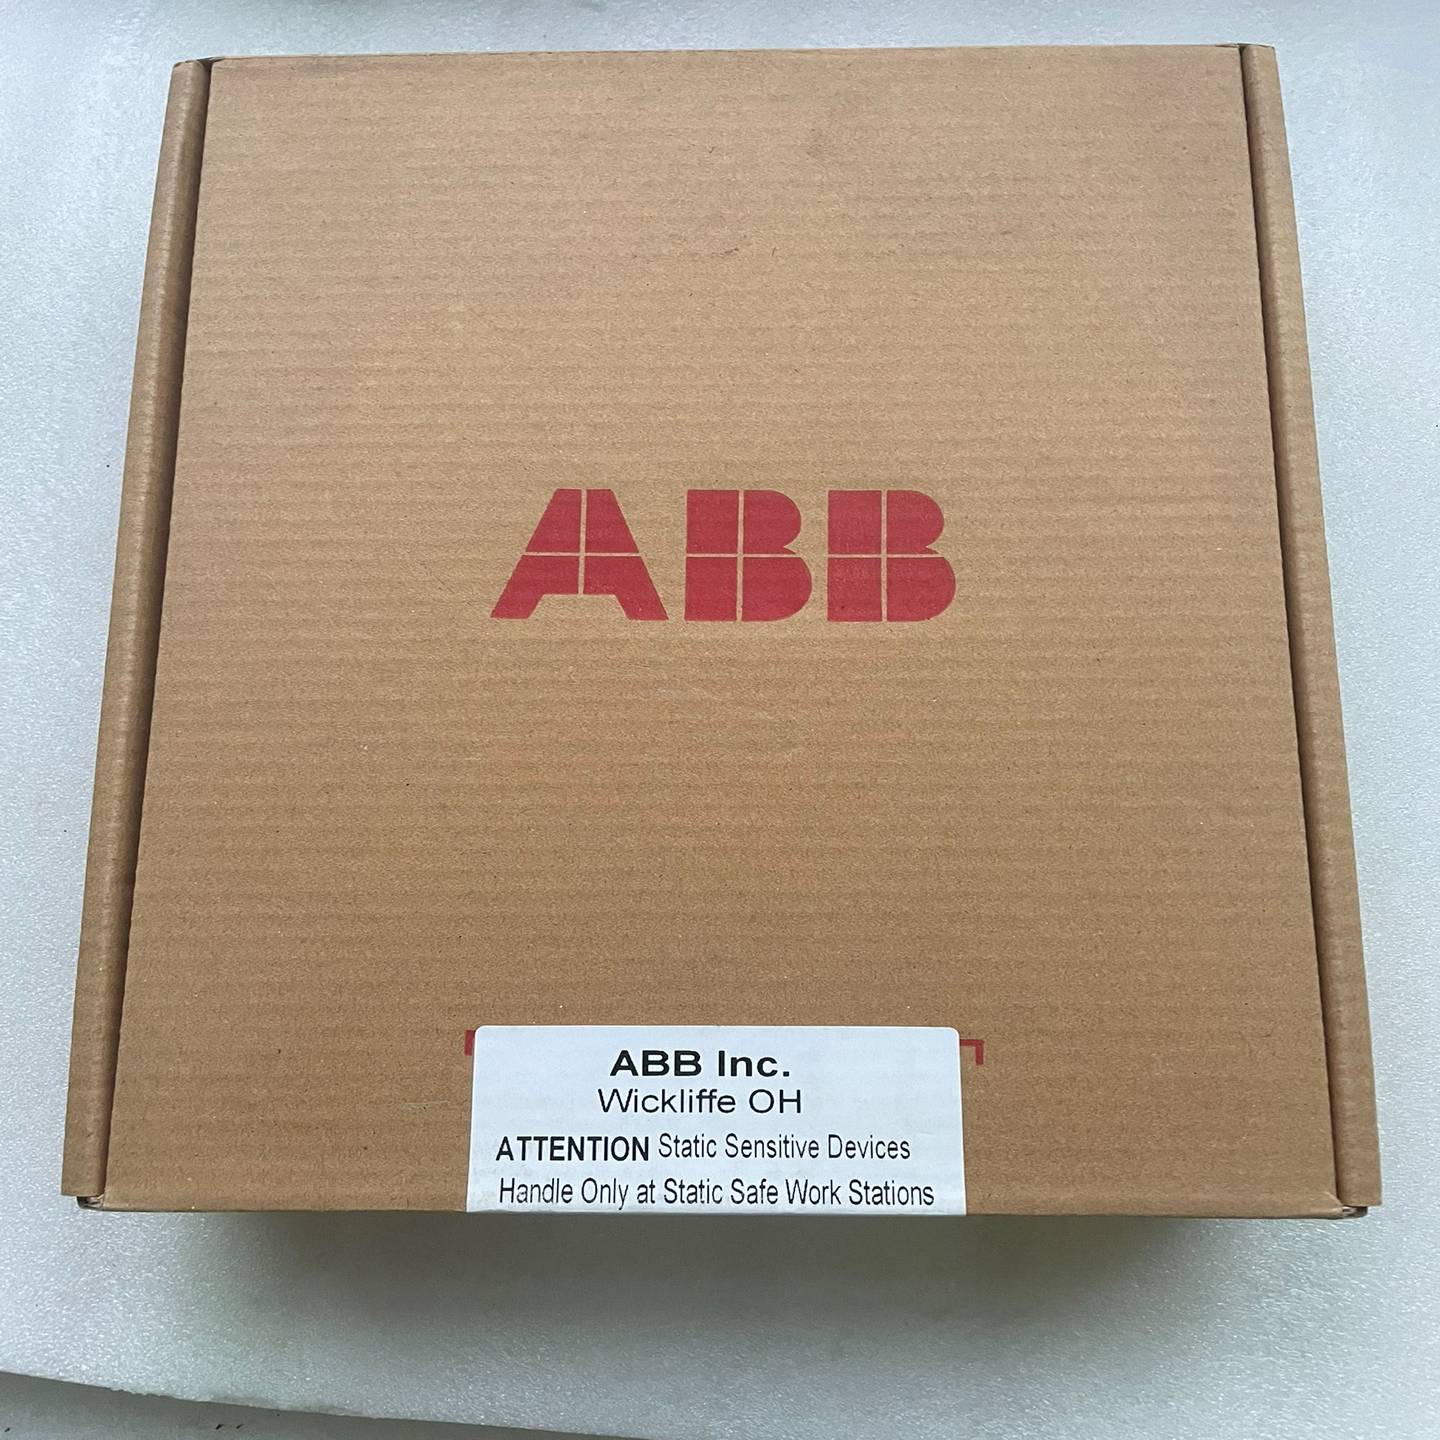 ABB
ABB Inc.
Wickliffe OH
ATTENTION Static Sensitive Devices
Handle Only at Static Safe Work Stations